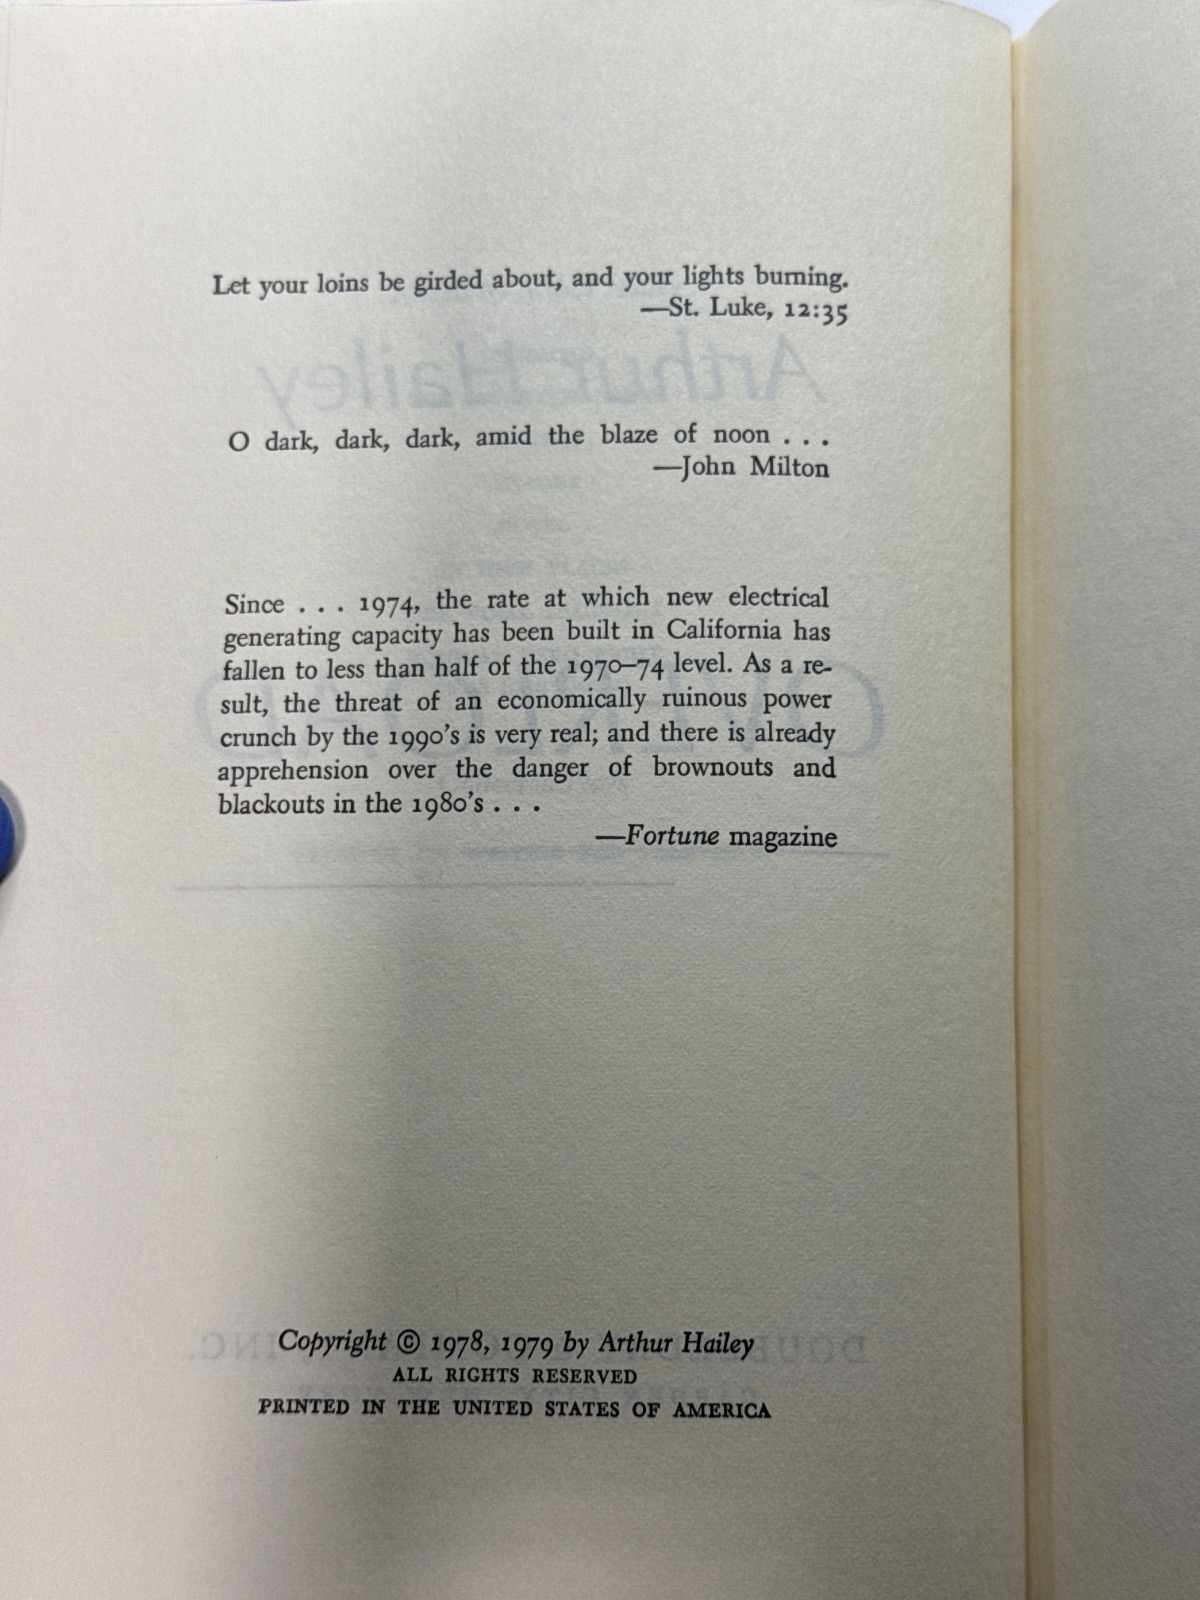 Let your loins be girded about, and your lights burning.
—St. Luke, 12:35
Arthur Hailey
O dark, dark, dark, amid the blaze of noon . . .
—John Milton
Since . . . 1974, the rate at which new electrical
generating capacity has been built in California has
fallen to less than half of the 1970–74 level. As a re-
sult, the threat of an economically ruinous power
crunch by the 1990's is very real; and there is already
apprehension over the danger of brownouts and
blackouts in the 1980's . . .
—Fortune magazine
Copyright © 1978, 1979 by Arthur Hailey
ALL RIGHTS RESERVED
PRINTED IN THE UNITED STATES OF AMERICA